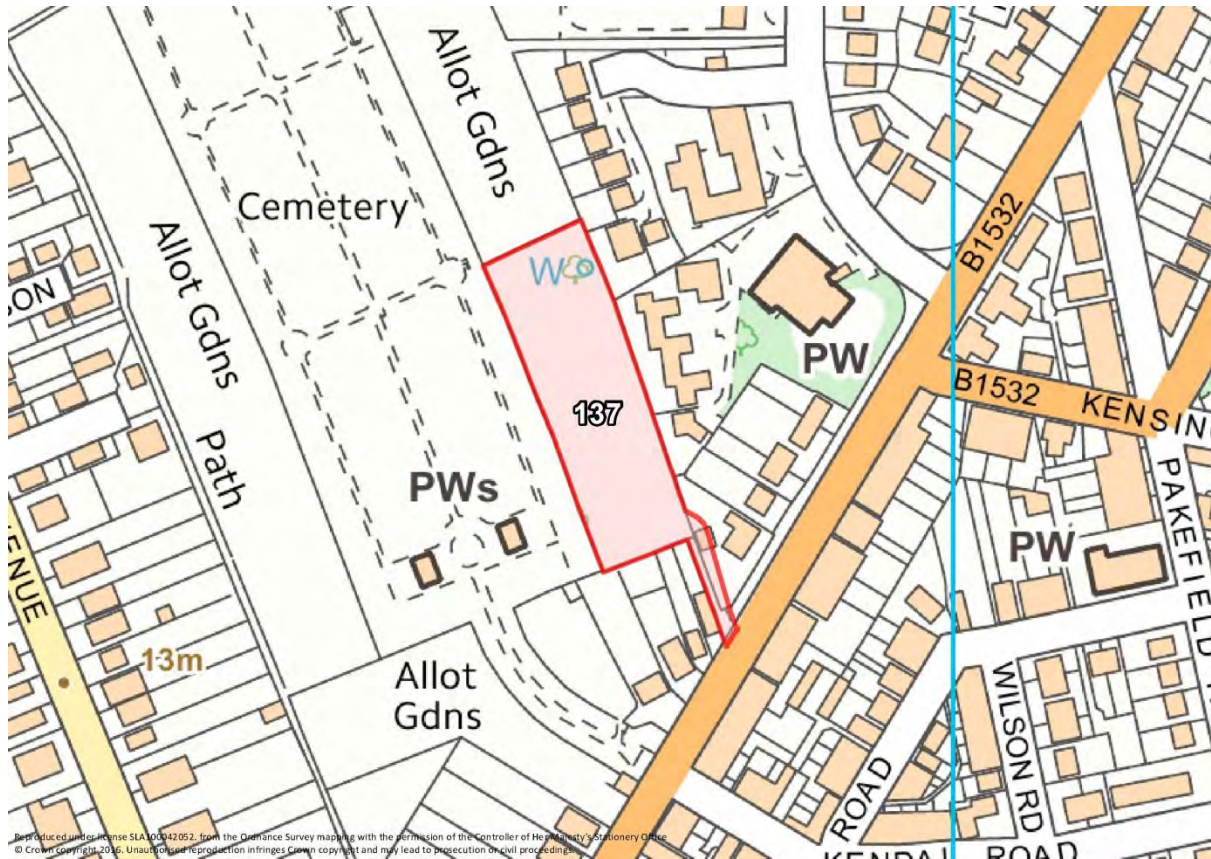 Allot Gdns
Cemetery
Allot Gdns
Path
W
137
PWs
PW
B1532
B1532 KENSING
PW
PAKEFIELD
SON
ENUE
13m
Allot
Gdns
WILSON RD
ROAD
KENDAL ROAD
Reproduced under license SLA100042052. from the Ordnance Survey mapping with the permission of the Controller of Her Majesty's Stationery Office
© Crown copyright 2016. Unauthorised reproduction infringes Crown copyright and may lead to prosecution or civil proceedings.